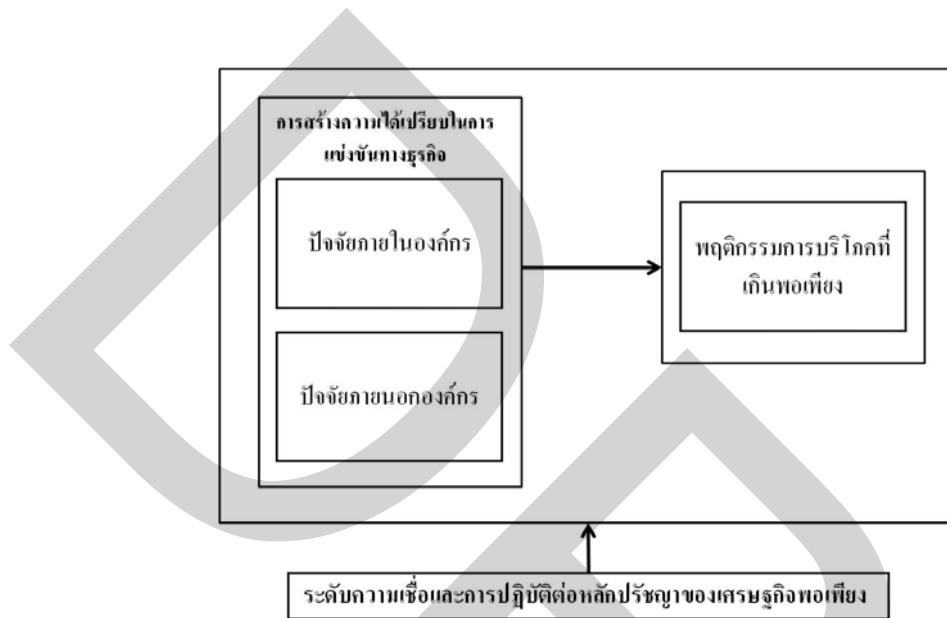 การสร้างความได้เปรียบในการ
แข่งขันทางธุรกิจ
ปัจจัยภายในองค์กร
ปัจจัยภายนอกองค์กร
พฤติกรรมการบริโภคที่
เกินพอเพียง
ระดับความเชื่อและการปฏิบัติต่อหลักปรัชญาของเศรษฐกิจพอเพียง